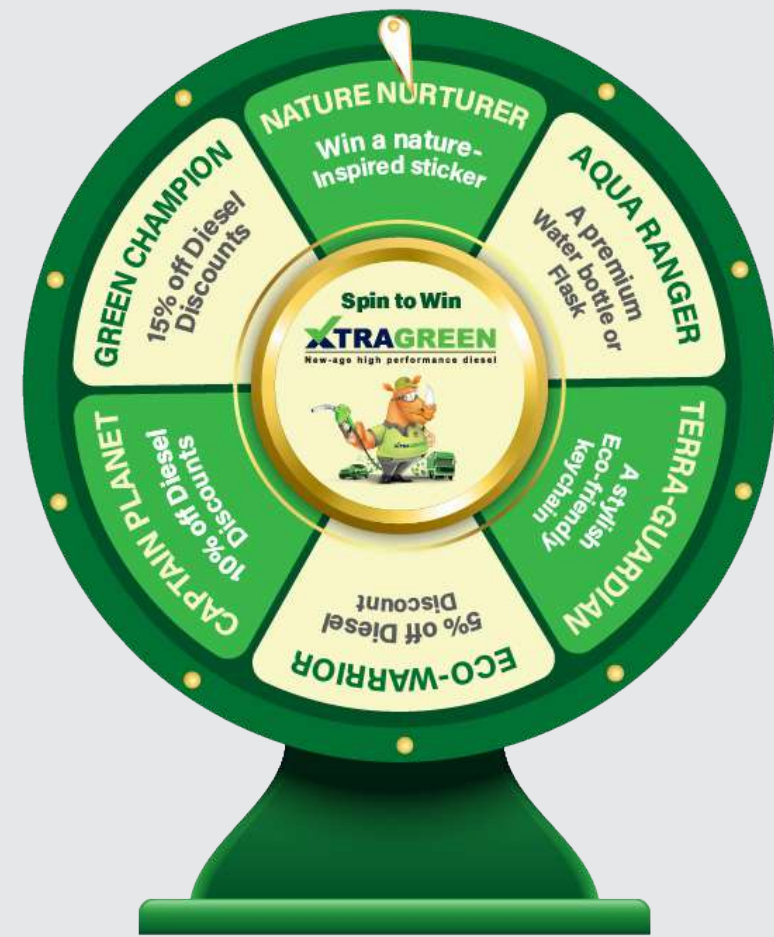 NATURE NURTURER
Win a nature-
Inspired sticker
AQUA RANGER
A premium
Water bottle or
Flask
TERRA-GUARDIAN
A stylish
Eco-friendly
keychain
ECO-WARRIOR
5% off Diesel
Discount
CAPTAIN PLANET
10% off Diesel
Discounts
GREEN CHAMPION
15% off Diesel
Discounts
Spin to Win
XTRAGREEN
New-age high performance diesel
XTRAGREEN